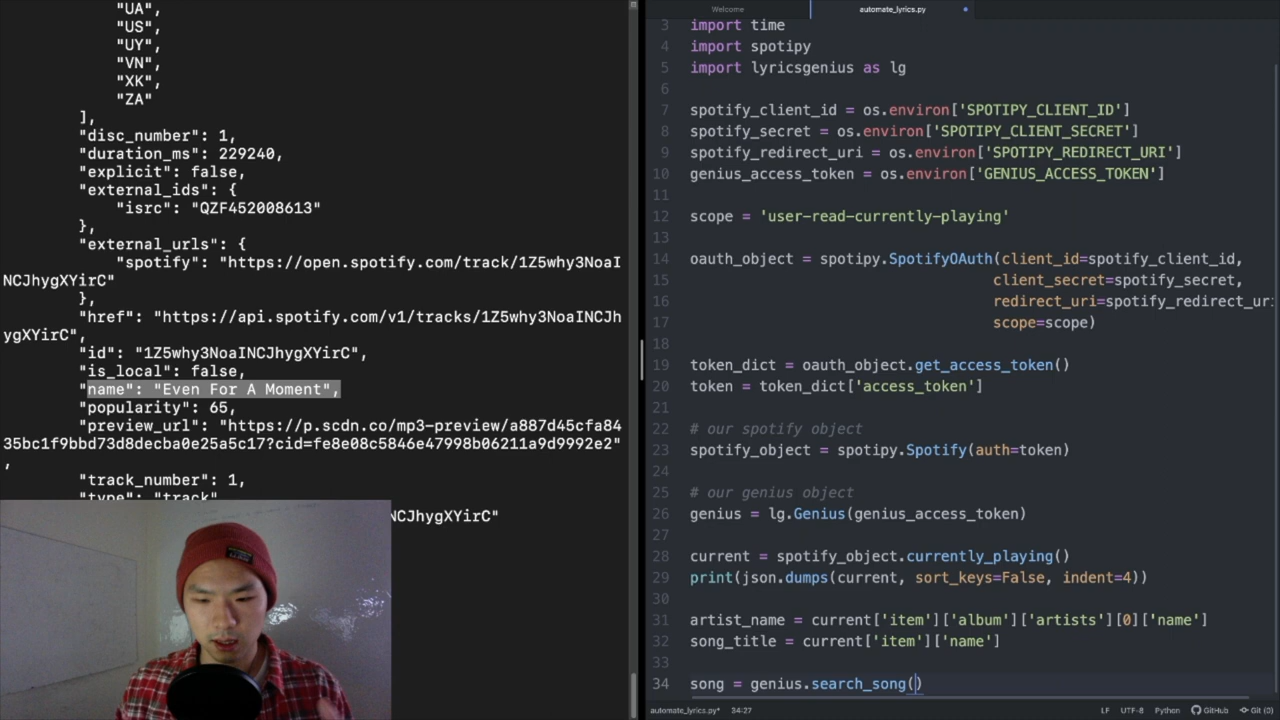 "UA",
"US",
"UY",
"VN",
"XK",
"ZA"
],
"disc_number": 1,
"duration_ms": 229240,
"explicit": false,
"external_ids": {
"isrc": "QZF452008613"
},
"external_urls": {
"spotify": "https://open.spotify.com/track/1Z5why3NoaI
NCJhygXYirC"
},
"href": "https://api.spotify.com/v1/tracks/1Z5why3NoaINCJh
ygXYirC",
"id": "1Z5why3NoaINCJhygXYirC",
"is_local": false,
"name": "Even For A Moment",
"popularity": 65,
"preview_url": "https://p.scdn.co/mp3-preview/a887d45cfa84
35bc1f9bbd73d8decba0e25a5c17?cid=fe8e08c5846e47998b06211a9d9992e2"
,
"track_number": 1,
"type": "track"
NCJhygXYirC"
Welcome
automate_lyrics.py
3 import time
4 import spotipy
5 import lyricsgenius as lg
6
7 spotify_client_id = os.environ['SPOTIPY_CLIENT_ID']
8 spotify_secret = os.environ['SPOTIPY_CLIENT_SECRET']
9 spotify_redirect_uri = os.environ['SPOTIPY_REDIRECT_URI']
10 genius_access_token = os.environ['GENIUS_ACCESS_TOKEN']
11
12 scope = 'user-read-currently-playing'
13
14 oauth_object = spotipy.SpotifyOAuth(client_id=spotify_client_id,
15 client_secret=spotify_secret,
16 redirect_uri=spotify_redirect_uri
17 scope=scope)
18
19 token_dict = oauth_object.get_access_token()
20 token = token_dict['access_token']
21
22 # our spotify object
23 spotify_object = spotipy.Spotify(auth=token)
24
25 # our genius object
26 genius = lg.Genius(genius_access_token)
27
28 current = spotify_object.currently_playing()
29 print(json.dumps(current, sort_keys=False, indent=4))
30
31 artist_name = current['item']['album']['artists'][0]['name']
32 song_title = current['item']['name']
33
34 song = genius.search_song()
automate_lyrics.py* 34:27 LF UTF-8 Python GitHub Git (0)